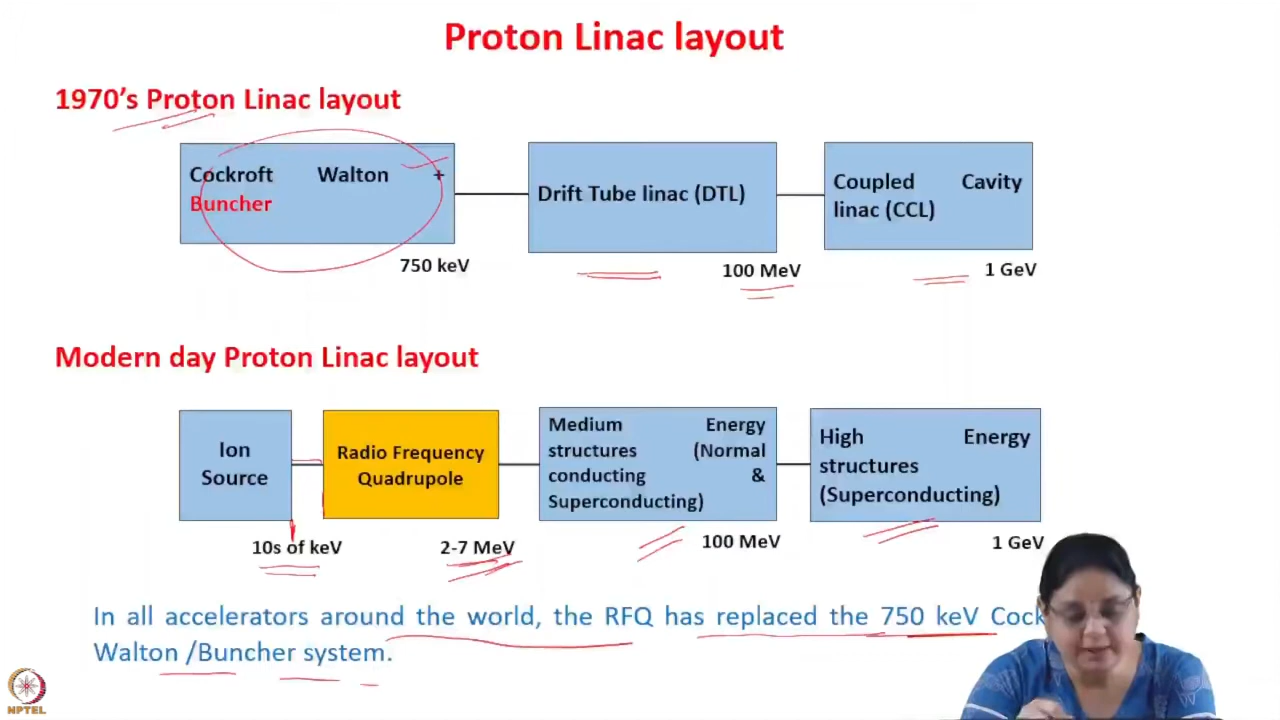 Proton Linac layout
1970's Proton Linac layout
Cockroft Walton +
Buncher
Drift Tube linac (DTL)
Coupled Cavity
linac (CCL)
750 keV
100 MeV
1 GeV
Modern day Proton Linac layout
Ion
Source
Radio Frequency
Quadrupole
Medium Energy
structures (Normal
conducting &
Superconducting)
High Energy
structures
(Superconducting)
10s of keV
2-7 MeV
100 MeV
1 GeV
In all accelerators around the world, the RFQ has replaced the 750 keV Cock
Walton /Buncher system.
NPTEL